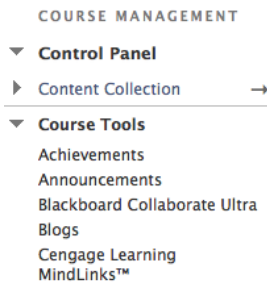 COURSE MANAGEMENT
Control Panel
Content Collection →
Course Tools
Achievements
Announcements
Blackboard Collaborate Ultra
Blogs
Cengage Learning
MindLinks™